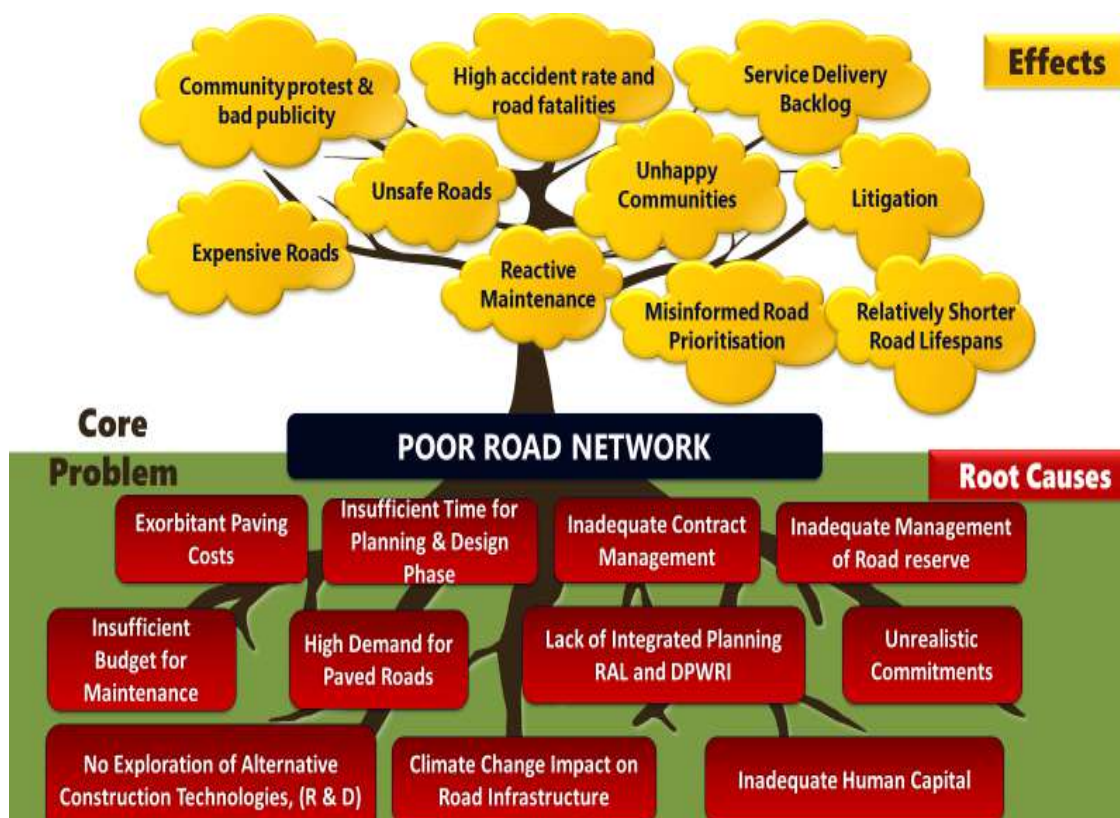 Effects
Community protest &
bad publicity
High accident rate and
road fatalities
Service Delivery
Backlog
Unsafe Roads
Unhappy
Communities
Litigation
Expensive Roads
Reactive
Maintenance
Misinformed Road
Prioritisation
Relatively Shorter
Road Lifespans
Core
Problem
POOR ROAD NETWORK
Root Causes
Exorbitant Paving
Costs
Insufficient Time for
Planning & Design
Phase
Inadequate Contract
Management
Inadequate Management
of Road reserve
Insufficient
Budget for
Maintenance
High Demand for
Paved Roads
Lack of Integrated Planning
RAL and DPWRI
Unrealistic
Commitments
No Exploration of Alternative
Construction Technologies, (R & D)
Climate Change Impact on
Road Infrastructure
Inadequate Human Capital